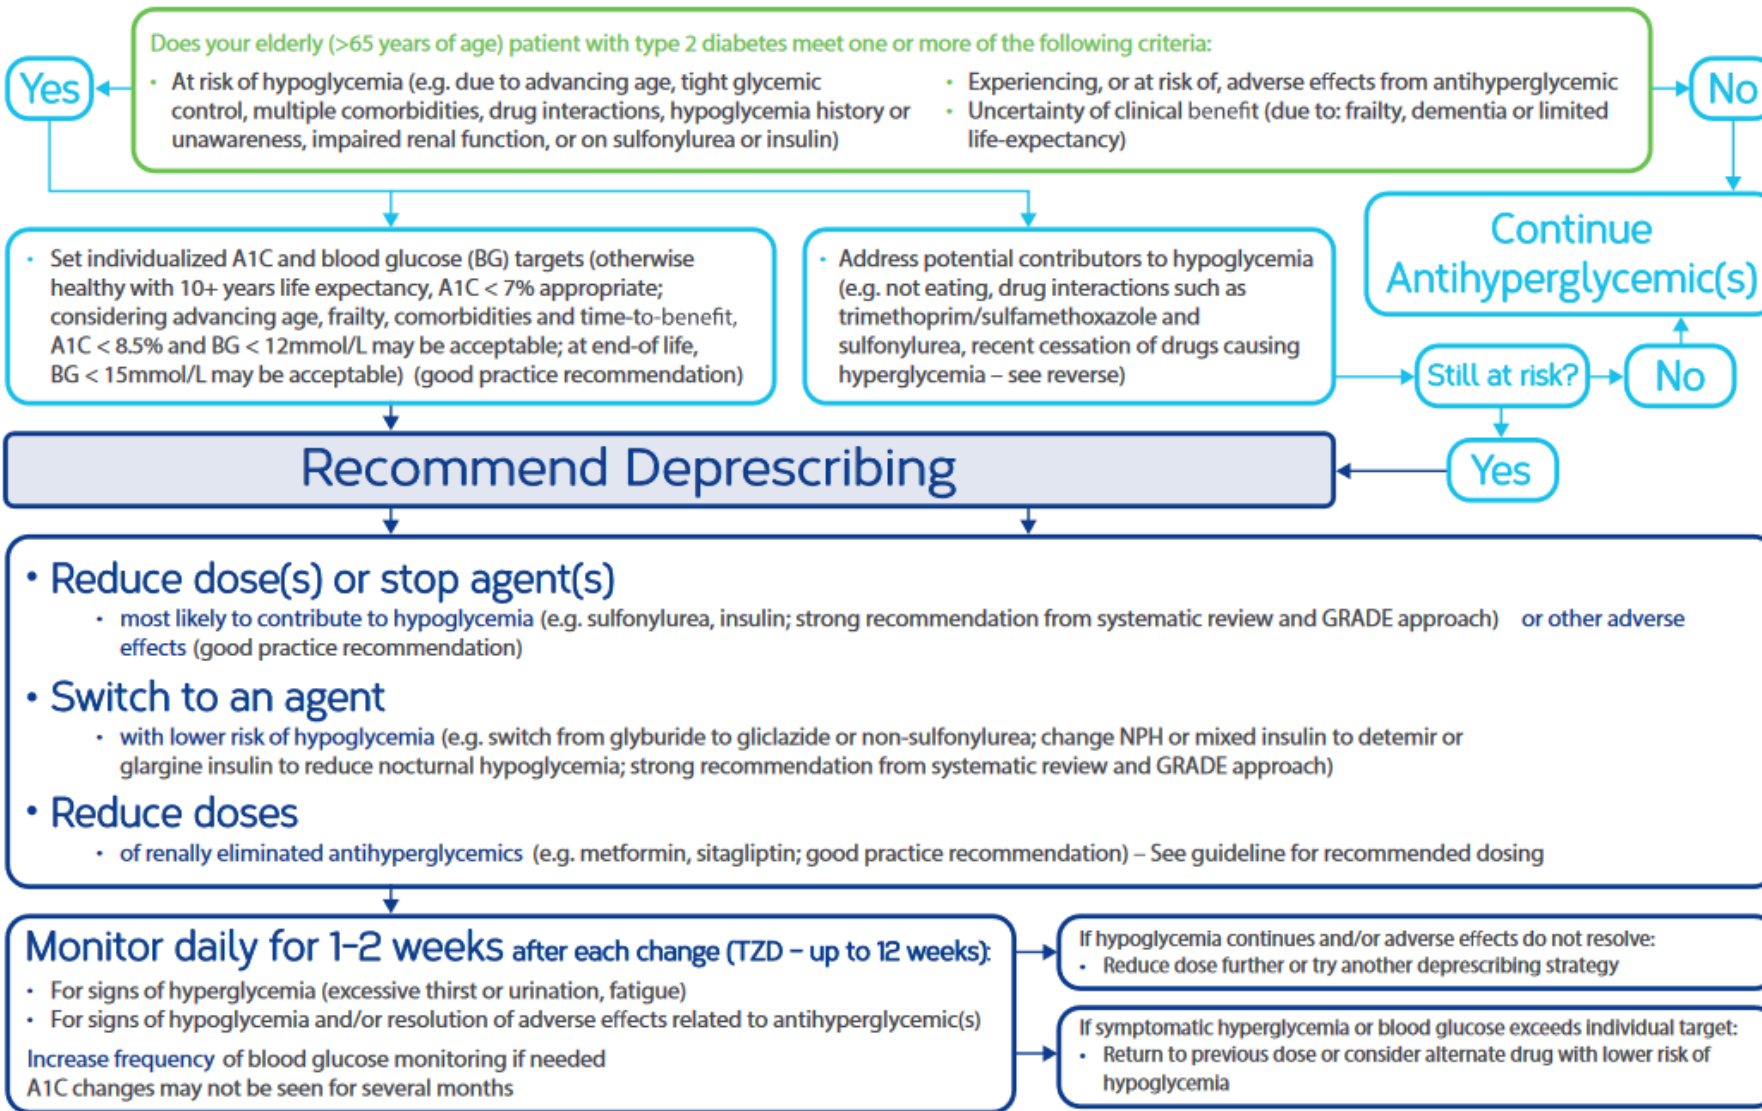 Does your elderly (>65 years of age) patient with type 2 diabetes meet one or more of the following criteria:
Yes
• At risk of hypoglycemia (e.g. due to advancing age, tight glycemic
control, multiple comorbidities, drug interactions, hypoglycemia history or
unawareness, impaired renal function, or on sulfonylurea or insulin)
• Experiencing, or at risk of, adverse effects from antihyperglycemic
• Uncertainty of clinical benefit (due to: frailty, dementia or limited
life-expectancy)
No
• Set individualized A1C and blood glucose (BG) targets (otherwise
healthy with 10+ years life expectancy, A1C < 7% appropriate;
considering advancing age, frailty, comorbidities and time-to-benefit,
A1C < 8.5% and BG < 12mmol/L may be acceptable; at end-of life,
BG < 15mmol/L may be acceptable) (good practice recommendation)
• Address potential contributors to hypoglycemia
(e.g. not eating, drug interactions such as
trimethoprim/sulfamethoxazole and
sulfonylurea, recent cessation of drugs causing
hyperglycemia – see reverse)
Continue
Antihyperglycemic(s)
Still at risk?
No
Yes
Recommend Deprescribing
• Reduce dose(s) or stop agent(s)
• most likely to contribute to hypoglycemia (e.g. sulfonylurea, insulin; strong recommendation from systematic review and GRADE approach) or other adverse
effects (good practice recommendation)
• Switch to an agent
• with lower risk of hypoglycemia (e.g. switch from glyburide to gliclazide or non-sulfonylurea; change NPH or mixed insulin to detemir or
glargine insulin to reduce nocturnal hypoglycemia; strong recommendation from systematic review and GRADE approach)
• Reduce doses
• of renally eliminated antihyperglycemics (e.g. metformin, sitagliptin; good practice recommendation) – See guideline for recommended dosing
Monitor daily for 1-2 weeks after each change (TZD – up to 12 weeks):
• For signs of hyperglycemia (excessive thirst or urination, fatigue)
• For signs of hypoglycemia and/or resolution of adverse effects related to antihyperglycemic(s)
Increase frequency of blood glucose monitoring if needed
A1C changes may not be seen for several months
If hypoglycemia continues and/or adverse effects do not resolve:
• Reduce dose further or try another deprescribing strategy
If symptomatic hyperglycemia or blood glucose exceeds individual target:
• Return to previous dose or consider alternate drug with lower risk of
hypoglycemia